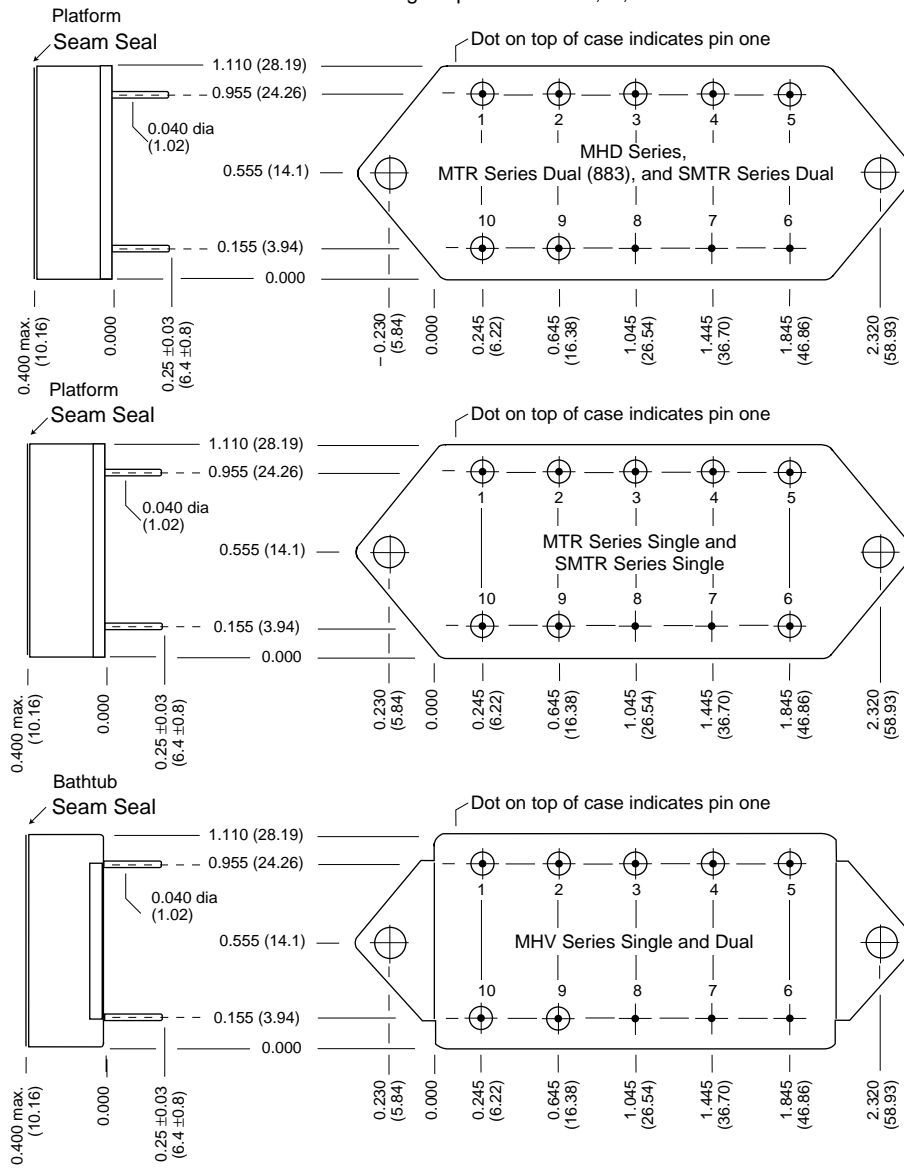 Platform
Seam Seal
Dot on top of case indicates pin one
1.110 (28.19)
0.955 (24.26)
0.040 dia
(1.02)
0.555 (14.1)
0.155 (3.94)
0.000
1 2 3 4 5
MHD Series,
MTR Series Dual (883), and SMTR Series Dual
10 9 8 7 6
0.400 max.
(10.16)
0.000
0.25 ±0.03
(6.4 ±0.8)
– 0.230
(5.84)
0.000
0.245
(6.22)
0.645
(16.38)
1.045
(26.54)
1.445
(36.70)
1.845
(46.86)
2.320
(58.93)
Platform
Seam Seal
Dot on top of case indicates pin one
1.110 (28.19)
0.955 (24.26)
0.040 dia
(1.02)
0.555 (14.1)
0.155 (3.94)
0.000
1 2 3 4 5
MTR Series Single and
SMTR Series Single
10 9 8 7 6
0.400 max.
(10.16)
0.000
0.25 ±0.03
(6.4 ±0.8)
0.230
(5.84)
0.000
0.245
(6.22)
0.645
(16.38)
1.045
(26.54)
1.445
(36.70)
1.845
(46.86)
2.320
(58.93)
Bathtub
Seam Seal
Dot on top of case indicates pin one
1.110 (28.19)
0.955 (24.26)
0.040 dia
(1.02)
0.555 (14.1)
0.155 (3.94)
0.000
1 2 3 4 5
MHV Series Single and Dual
10 9 8 7 6
0.400 max.
(10.16)
0.000
0.25 ±0.03
(6.4 ±0.8)
0.230
(5.84)
0.000
0.245
(6.22)
0.645
(16.38)
1.045
(26.54)
1.445
(36.70)
1.845
(46.86)
2.320
(58.93)